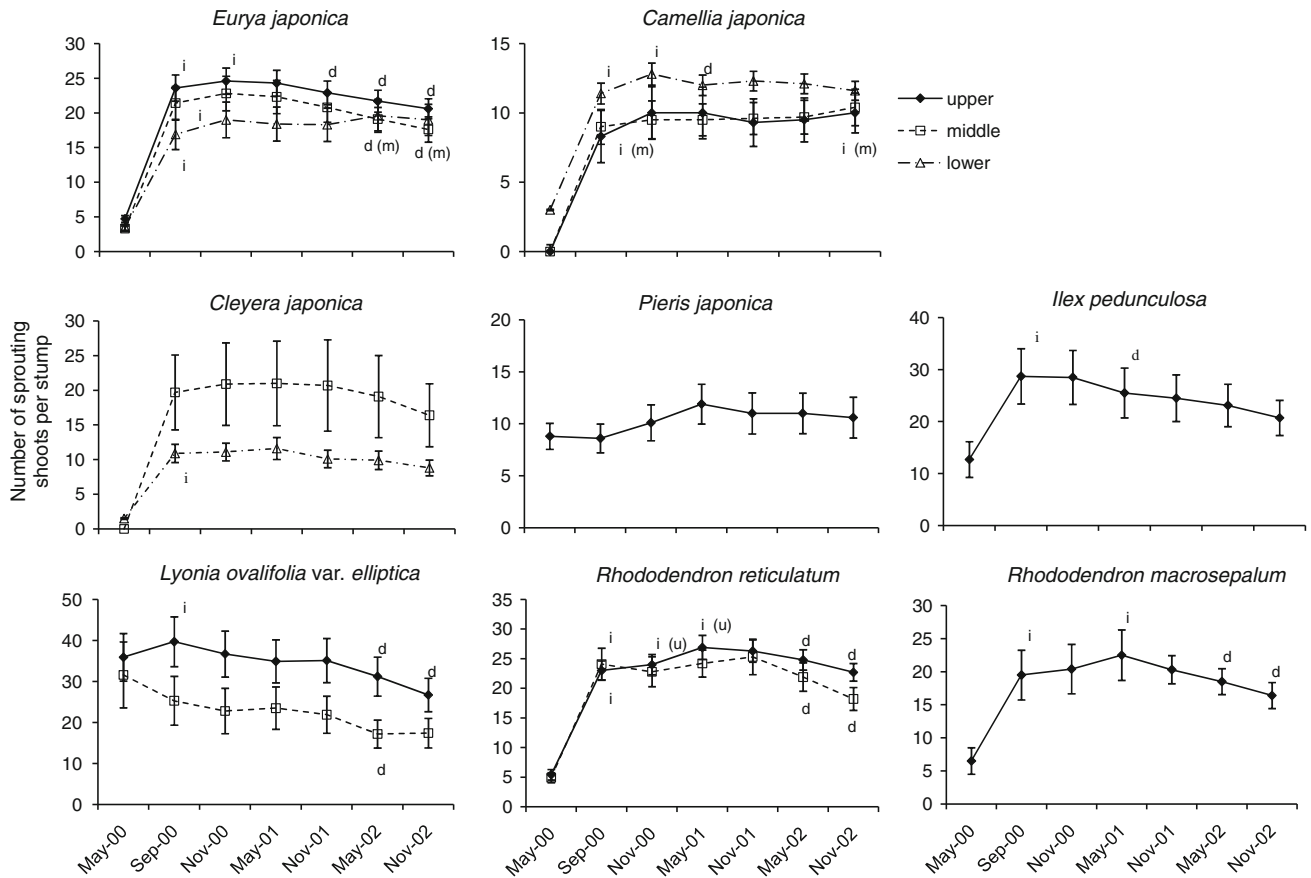 Eurya japonica
30
25
20
15
10
5
0
i
i
i
i
d
d
d
d (m)
d (m)
Camellia japonica
15
10
5
0
i
i
d
i (m)
i (m)
upper
middle
lower
Number of sprouting
shoots per stump
Cleyera japonica
30
25
20
15
10
5
0
i
Pieris japonica
20
15
10
5
0
Ilex pedunculosa
40
30
20
10
0
i
d
Lyonia ovalifolia var. elliptica
50
40
30
20
10
0
i
d
d
d
May-00
Sep-00
Nov-00
May-01
Nov-01
May-02
Nov-02
Rhododendron reticulatum
35
30
25
20
15
10
5
0
i
i
i (u)
i (u)
d
d
d
d
May-00
Sep-00
Nov-00
May-01
Nov-01
May-02
Nov-02
Rhododendron macrosepalum
30
25
20
15
10
5
0
i
i
d
d
May-00
Sep-00
Nov-00
May-01
Nov-01
May-02
Nov-02